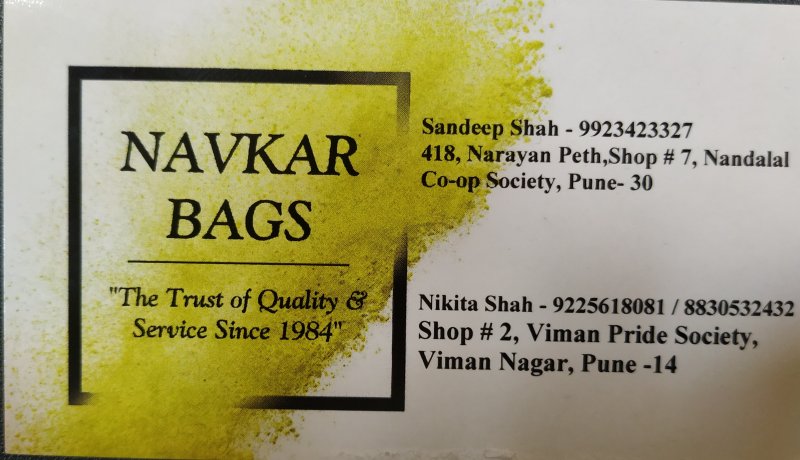 NAVKAR
BAGS
"The Trust of Quality &
Service Since 1984"
Sandeep Shah - 9923423327
418, Narayan Peth,Shop # 7, Nandalal
Co-op Society, Pune- 30
Nikita Shah - 9225618081 / 8830532432
Shop # 2, Viman Pride Society,
Viman Nagar, Pune -14